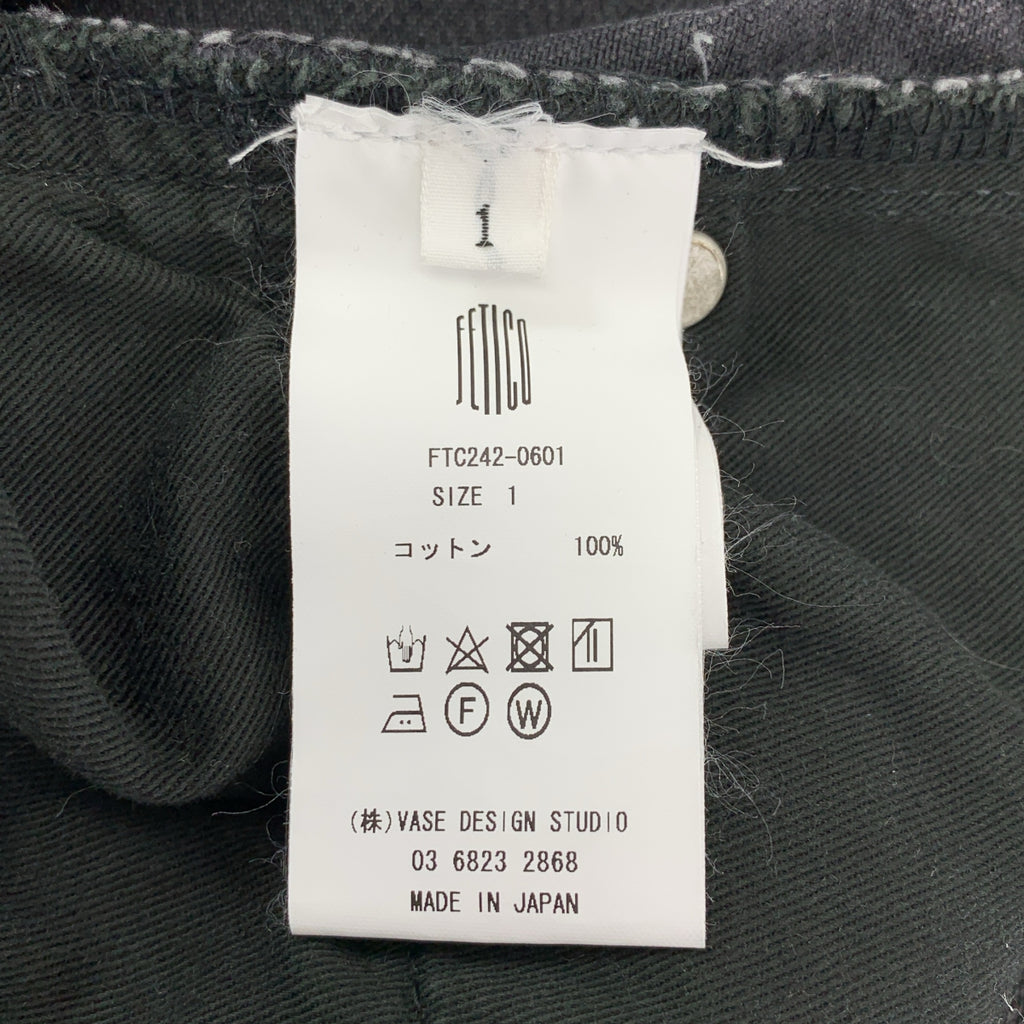 1
FETICO
FTC242-0601
SIZE 1
コットン 100%
F W
(株)VASE DESIGN STUDIO
03 6823 2868
MADE IN JAPAN